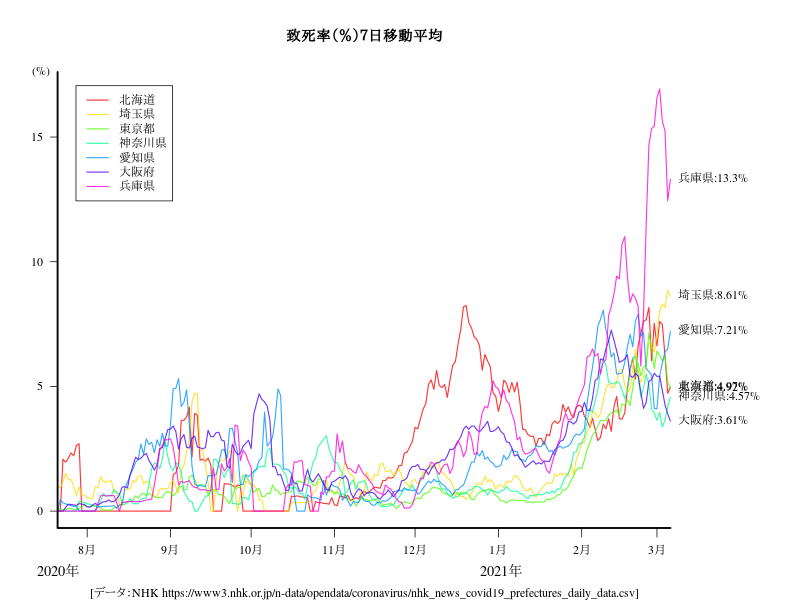 致死率(%)7日移動平均
(%)
15
10
5
0
北海道
埼玉県
東京都
神奈川県
愛知県
大阪府
兵庫県
兵庫県:13.3%
埼玉県:8.61%
愛知県:7.21%
神奈川県:4.57%
大阪府:3.61%
8月
9月
10月
11月
12月
1月
2月
3月
2020年
2021年
[データ:NHK https://www3.nhk.or.jp/n-data/opendata/coronavirus/nhk_news_covid19_prefectures_daily_data.csv]